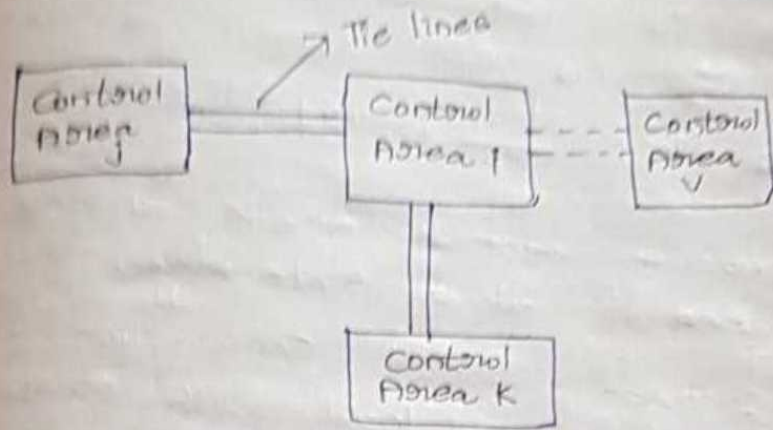 Tie lines
Control
Area j
Control
Area i
Control
Area
v
Control
Area K